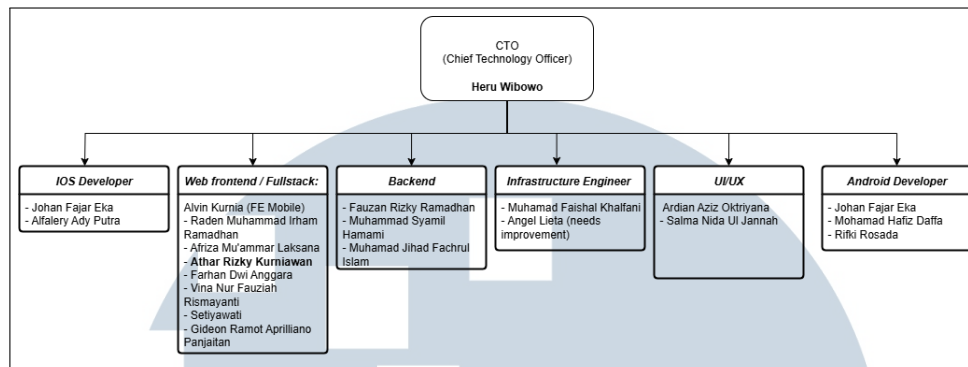 CTO
(Chief Technology Officer)
Heru Wibowo
IOS Developer
- Johan Fajar Eka
- Alfalery Ady Putra
Web frontend / Fullstack:
Alvin Kurnia (FE Mobile)
- Raden Muhammad Irham
Ramadhan
- Afriza Mu'ammar Laksana
- Athar Rizky Kurniawan
- Farhan Dwi Anggara
- Vina Nur Fauziah
Rismayanti
- Setiyawati
- Gideon Ramot Aprilliano
Panjaitan
Backend
- Fauzan Rizky Ramadhan
- Muhammad Syamil
Hamami
- Muhamad Jihad Fachrul
Islam
Infrastructure Engineer
- Muhamad Faishal Khalfani
- Angel Lieta (needs
improvement)
UI/UX
Ardian Aziz Oktriyana
- Salma Nida Ul Jannah
Android Developer
- Johan Fajar Eka
- Mohamad Hafiz Daffa
- Rifki Rosada